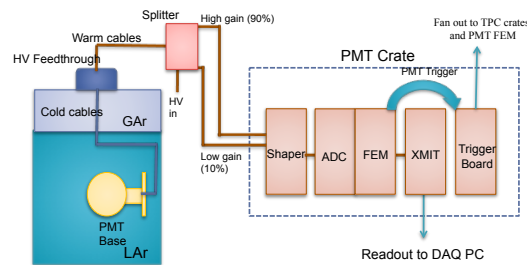 Splitter
High gain (90%)
Fan out to TPC crates
and PMT FEM
Warm cables
HV Feedthrough
PMT Crate
PMT Trigger
HV
in
Cold cables
GAr
Shaper
ADC
FEM
XMIT
Trigger
Board
Low gain
(10%)
PMT
Base
LAr
Readout to DAQ PC